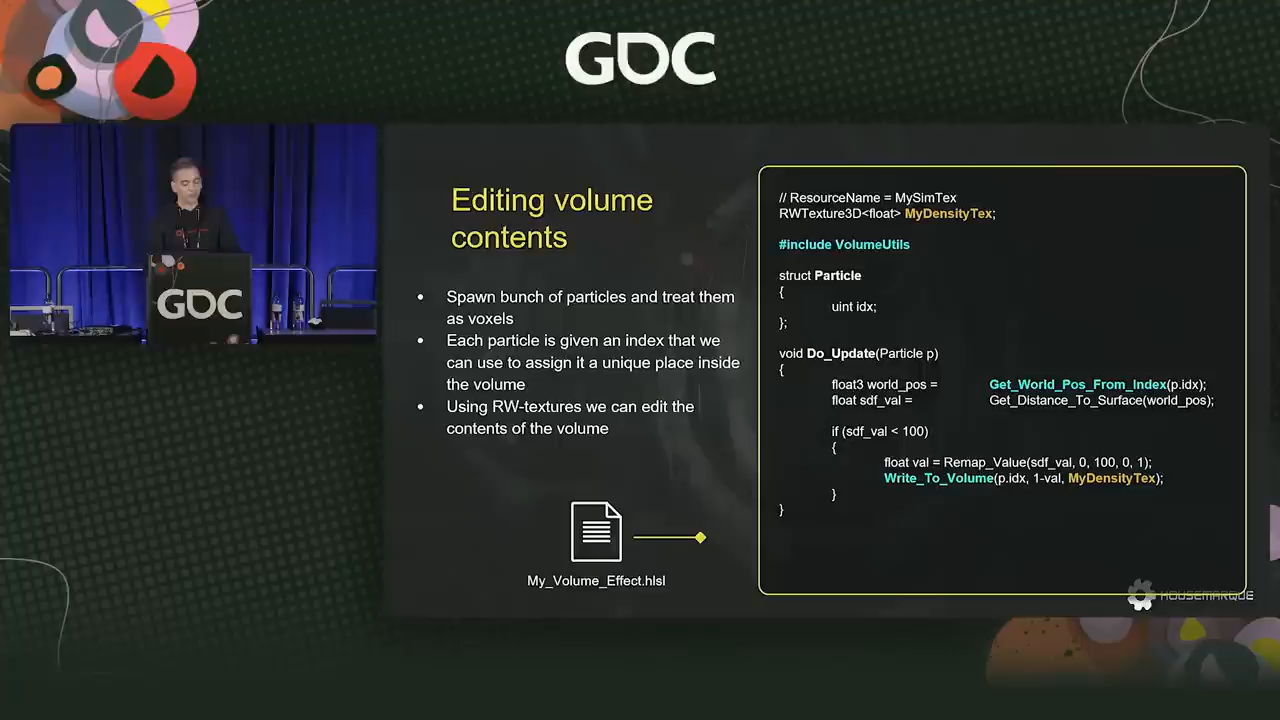 GDC
GDC
Editing volume
contents
• Spawn bunch of particles and treat them
as voxels
• Each particle is given an index that we
can use to assign it a unique place inside
the volume
• Using RW-textures we can edit the
contents of the volume
My_Volume_Effect.hlsl
// ResourceName = MySimTex
RWTexture3D<float> MyDensityTex;
#include VolumeUtils
struct Particle
{
uint idx;
};
void Do_Update(Particle p)
{
float3 world_pos = Get_World_Pos_From_Index(p.idx);
float sdf_val = Get_Distance_To_Surface(world_pos);
if (sdf_val < 100)
{
float val = Remap_Value(sdf_val, 0, 100, 0, 1);
Write_To_Volume(p.idx, 1-val, MyDensityTex);
}
}
HOUSEMARQUE